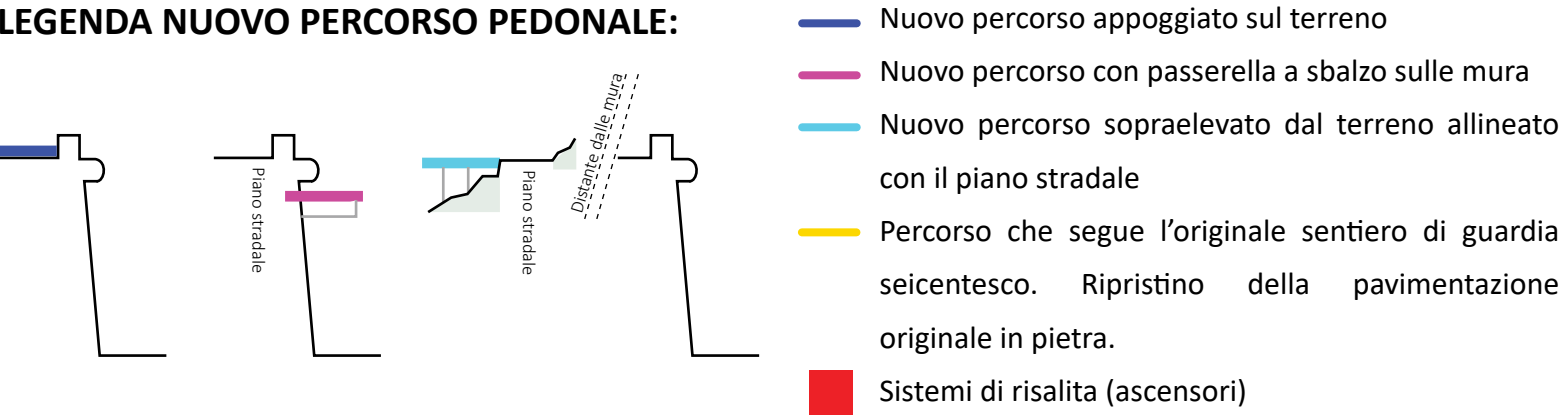 LEGENDA NUOVO PERCORSO PEDONALE:
Piano stradale
Piano stradale
Distante dalle mura
Nuovo percorso appoggiato sul terreno
Nuovo percorso con passerella a sbalzo sulle mura
Nuovo percorso sopraelevato dal terreno allineato
con il piano stradale
Percorso che segue l’originale sentiero di guardia
seicentesco. Ripristino della pavimentazione
originale in pietra.
Sistemi di risalita (ascensori)